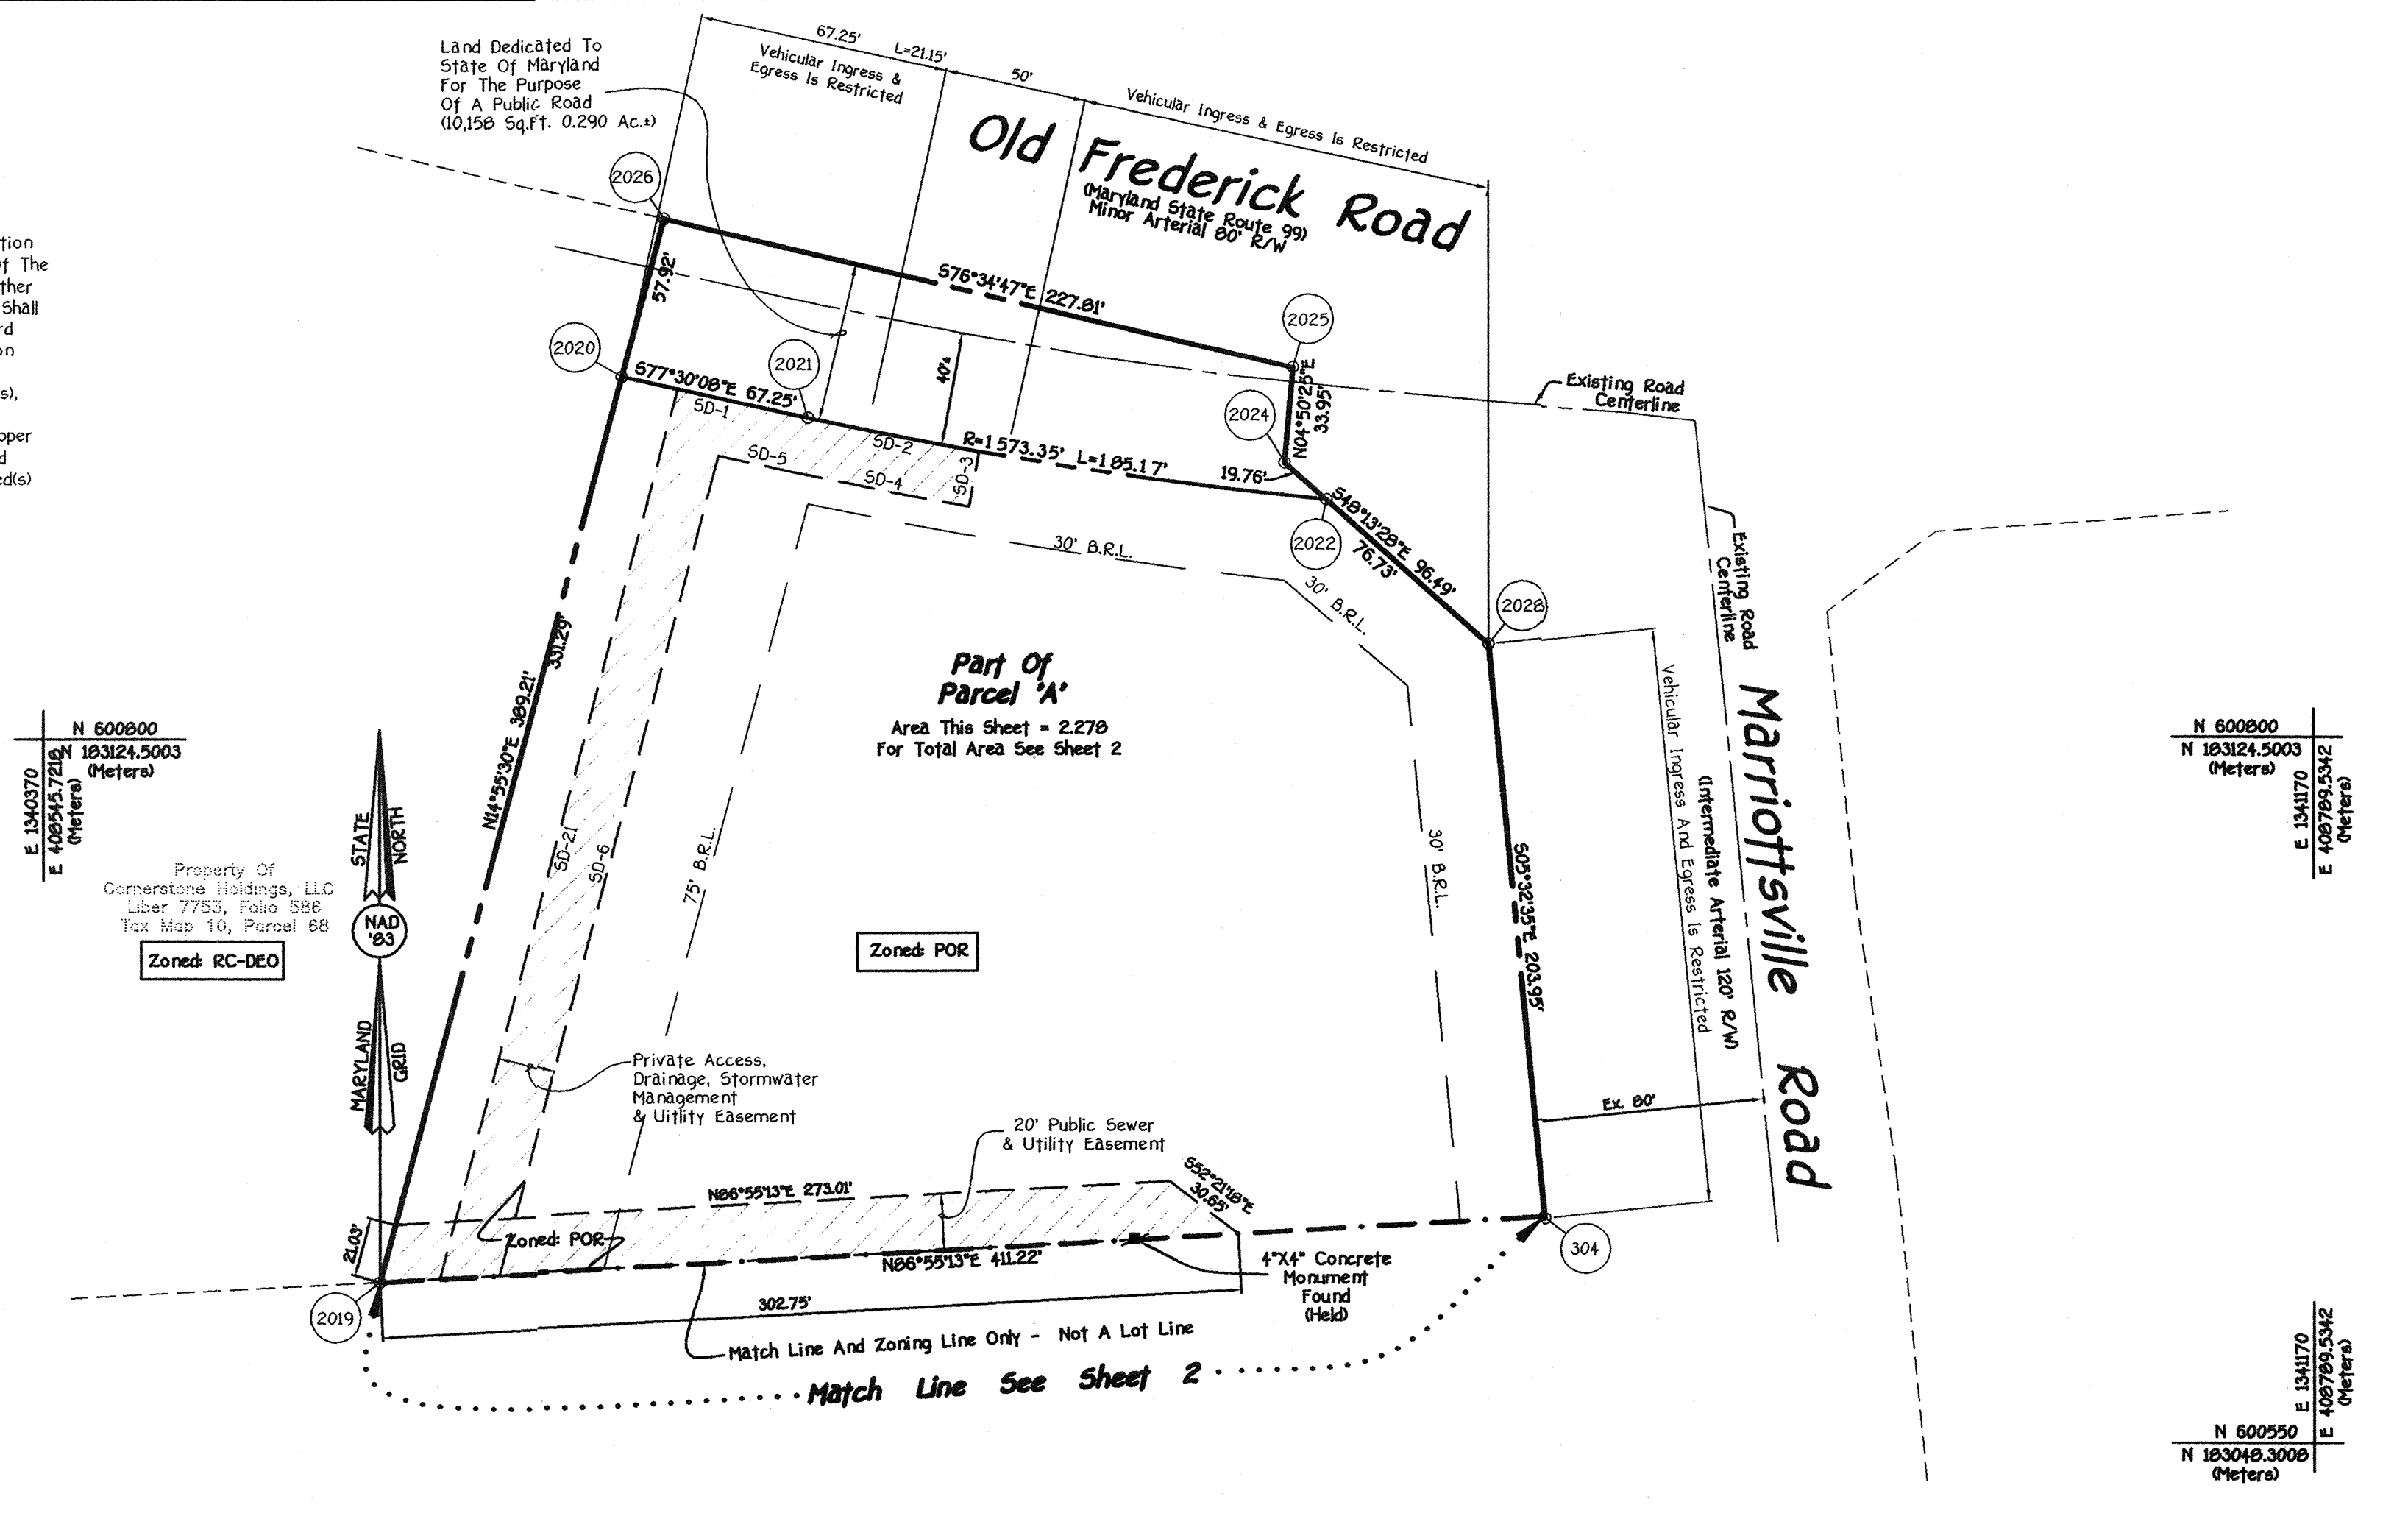 Land Dedicated To
State Of Maryland
For The Purpose
Of A Public Road
(10,158 Sq.Ft. 0.290 Ac.±)
67.25'
L=21.15'
50'
Vehicular Ingress &
Egress Is Restricted
Vehicular Ingress & Egress Is Restricted
Old Frederick Road
(Maryland State Route 99)
Minor Arterial 80' R/W
2026
57.92'
S76°34'47"E 227.81'
2025
2020
S77°30'08"E 67.25'
2021
40'±
2024
N04°50'25"E
33.95'
Existing Road
Centerline
SD-1
SD-2
SD-3
SD-4
SD-5
R=1573.35' L=185.17'
19.76'
S48°13'28"E 96.49'
76.73'
2022
2028
30' B.R.L.
30' B.R.L.
tion
f The
ther
Shall
rd
on
s),
oper
d
ed(s)
331.29'
N14°55'30"E 389.21'
Part Of
Parcel 'A'
Area This Sheet = 2.278
For Total Area See Sheet 2
Existing Road
Centerline
Marriottsville Road
(Intermediate Arterial 120' R/W)
Vehicular Ingress And Egress Is Restricted
N 600800
N 183124.5003
(Meters)
E 1340370
E 408545.7218
(Meters)
N 600800
N 183124.5003
(Meters)
E 1341170
E 408789.5342
(Meters)
Property Of
Cornerstone Holdings, LLC
Liber 7753, Folio 586
Tax Map 10, Parcel 68
Zoned: RC-DEO
STATE
NORTH
NAD
'83
MARYLAND
GRID
SD-21
SD-6
75' B.R.L.
30' B.R.L.
Zoned: POR
S05°32'35"E 203.95'
Private Access,
Drainage, Stormwater
Management
& Uitlity Easement
20' Public Sewer
& Utility Easement
Ex. 80'
N86°55'13"E 273.01'
S52°21'18"E
30.65'
21.03'
Zoned: POR
N86°55'13"E 411.22'
4"X4" Concrete
Monument
Found
(Held)
304
2019
302.75'
Match Line And Zoning Line Only - Not A Lot Line
Match Line See Sheet 2
E 1341170
E 408789.5342
(Meters)
N 600550
N 183048.3008
(Meters)